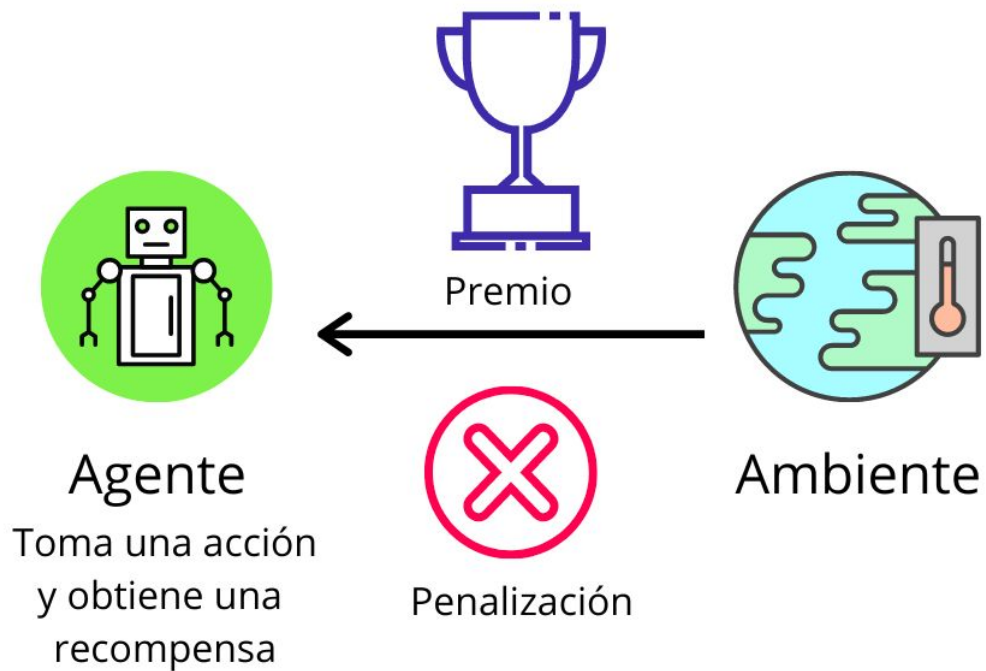 Premio
Agente
Toma una acción
y obtiene una
recompensa
Penalización
Ambiente